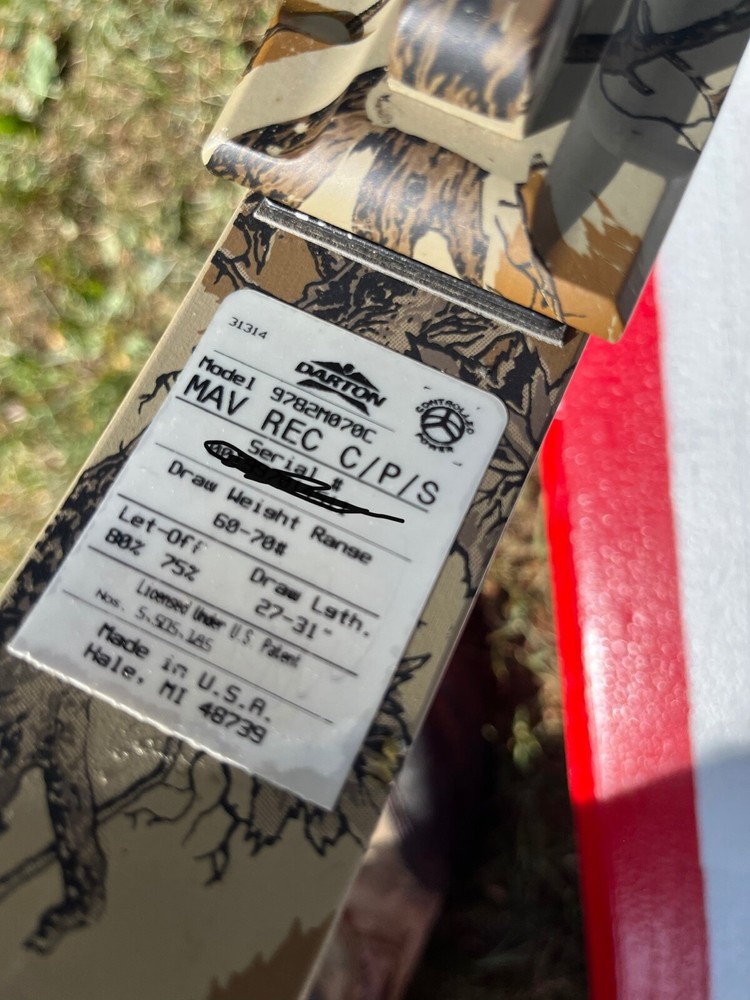 31314
DARTON
CONTROLLED
POWER
Model 9782M070C
MAV REC C/P/S
Serial #
Draw Weight Range
60-70#
Let-Off Draw Lgth.
80% 75% 27-31"
Licensed Under U.S. Patent
Nos. 5,505,185
Made in U.S.A.
Hale, MI 48739